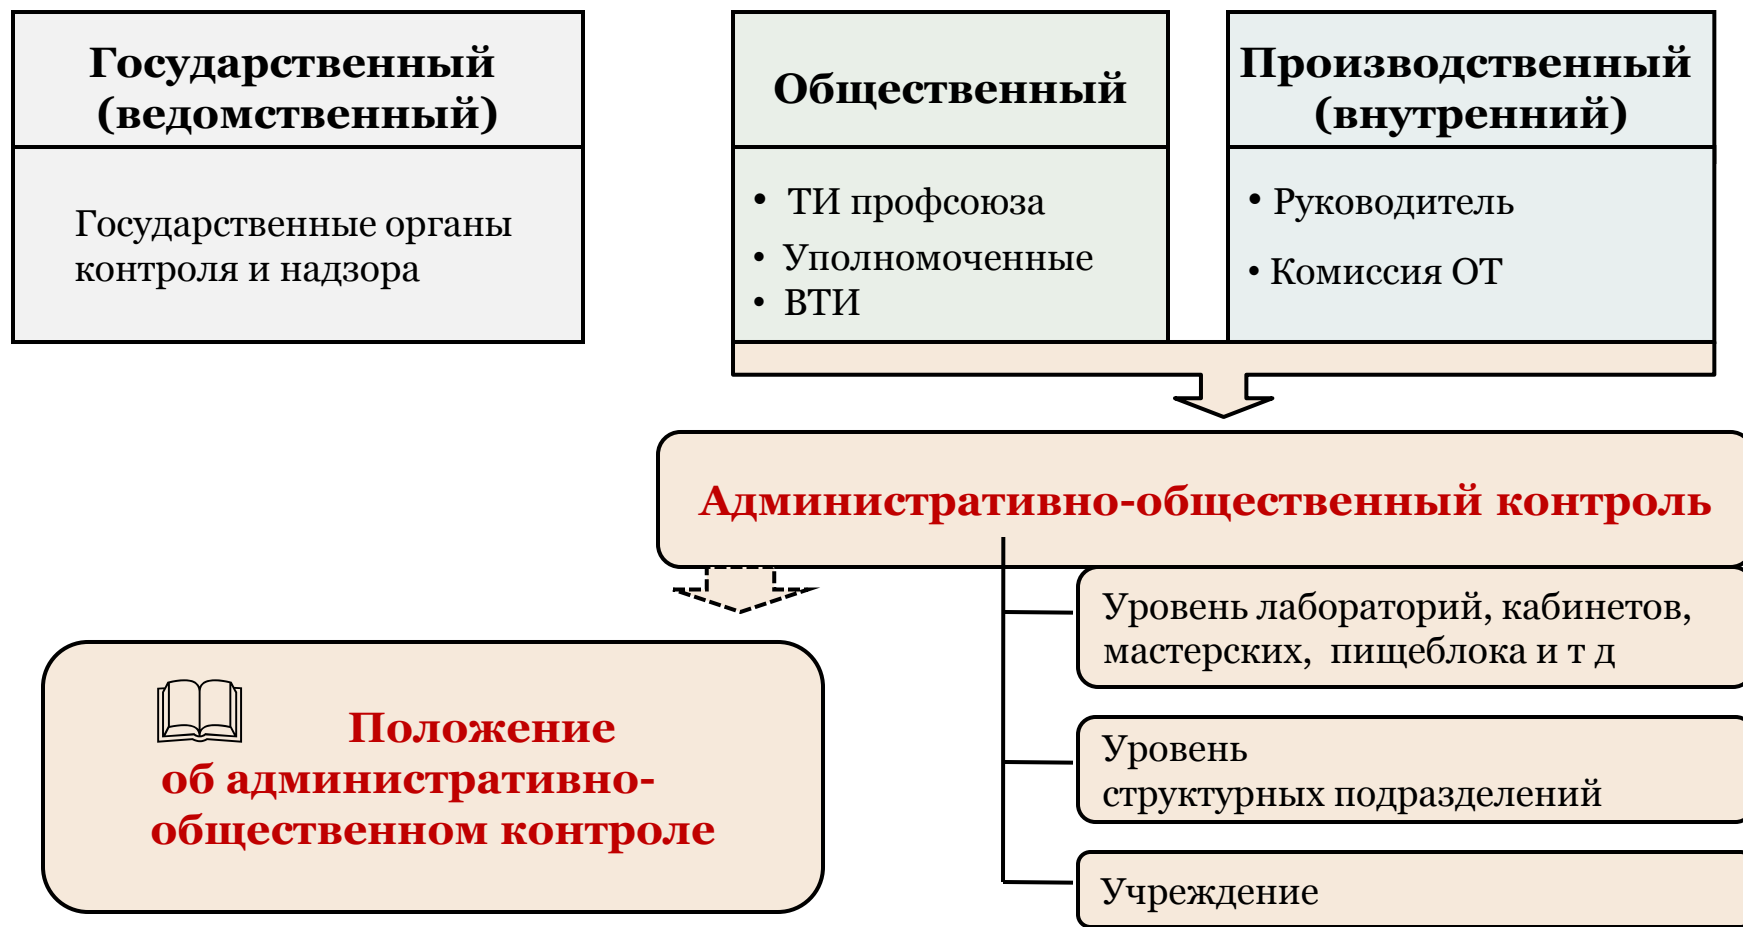 Государственный
(ведомственный)
Государственные органы
контроля и надзора
Общественный
• ТИ профсоюза
• Уполномоченные
• ВТИ
Производственный
(внутренний)
• Руководитель
• Комиссия ОТ
Административно-общественный контроль
Уровень лабораторий, кабинетов,
мастерских, пищеблока и т д
Уровень
структурных подразделений
Учреждение
Положение
об административно-
общественном контроле